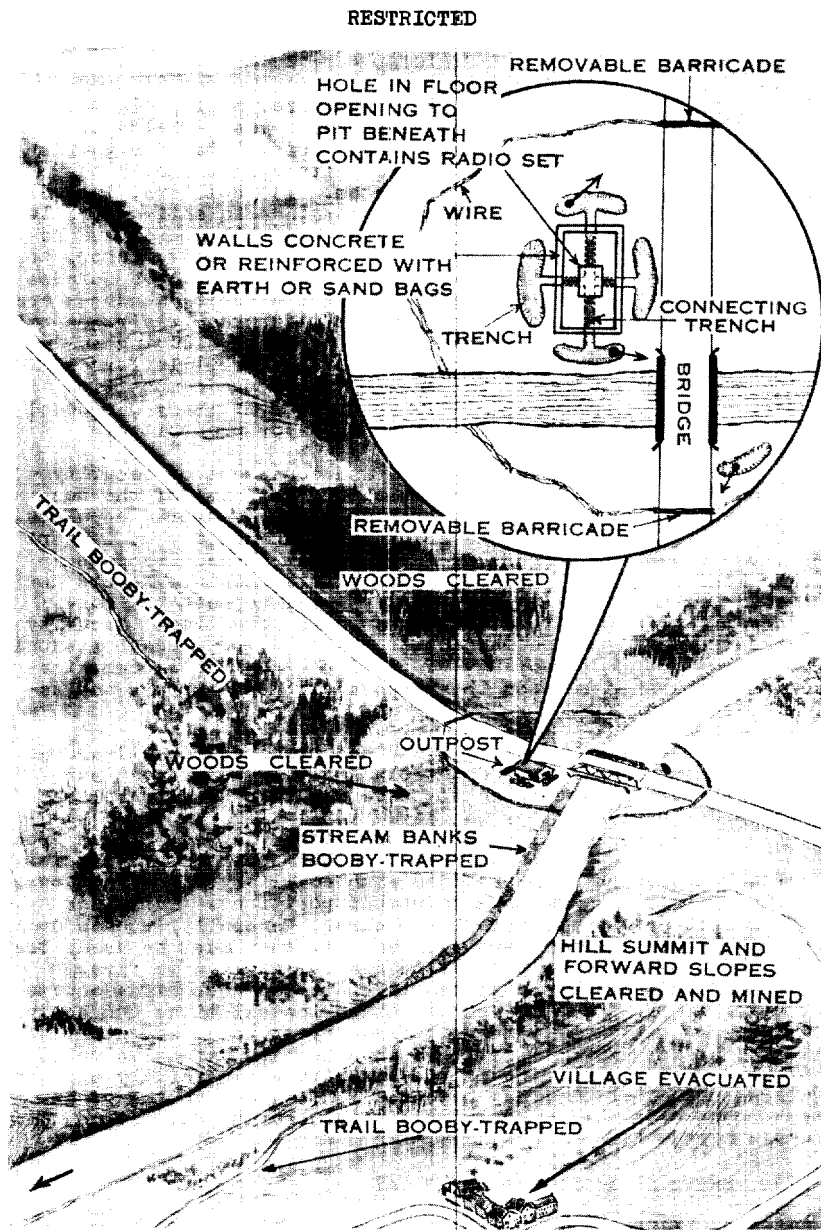 RESTRICTED
REMOVABLE BARRICADE
HOLE IN FLOOR
OPENING TO
PIT BENEATH
CONTAINS RADIO SET
WIRE
WALLS CONCRETE
OR REINFORCED WITH
EARTH OR SAND BAGS
TRENCH
CONNECTING
TRENCH
BRIDGE
REMOVABLE BARRICADE
TRAIL BOOBY-TRAPPED
WOODS CLEARED
OUTPOST
WOODS CLEARED
STREAM BANKS
BOOBY-TRAPPED
HILL SUMMIT AND
FORWARD SLOPES
CLEARED AND MINED
VILLAGE EVACUATED
TRAIL BOOBY-TRAPPED